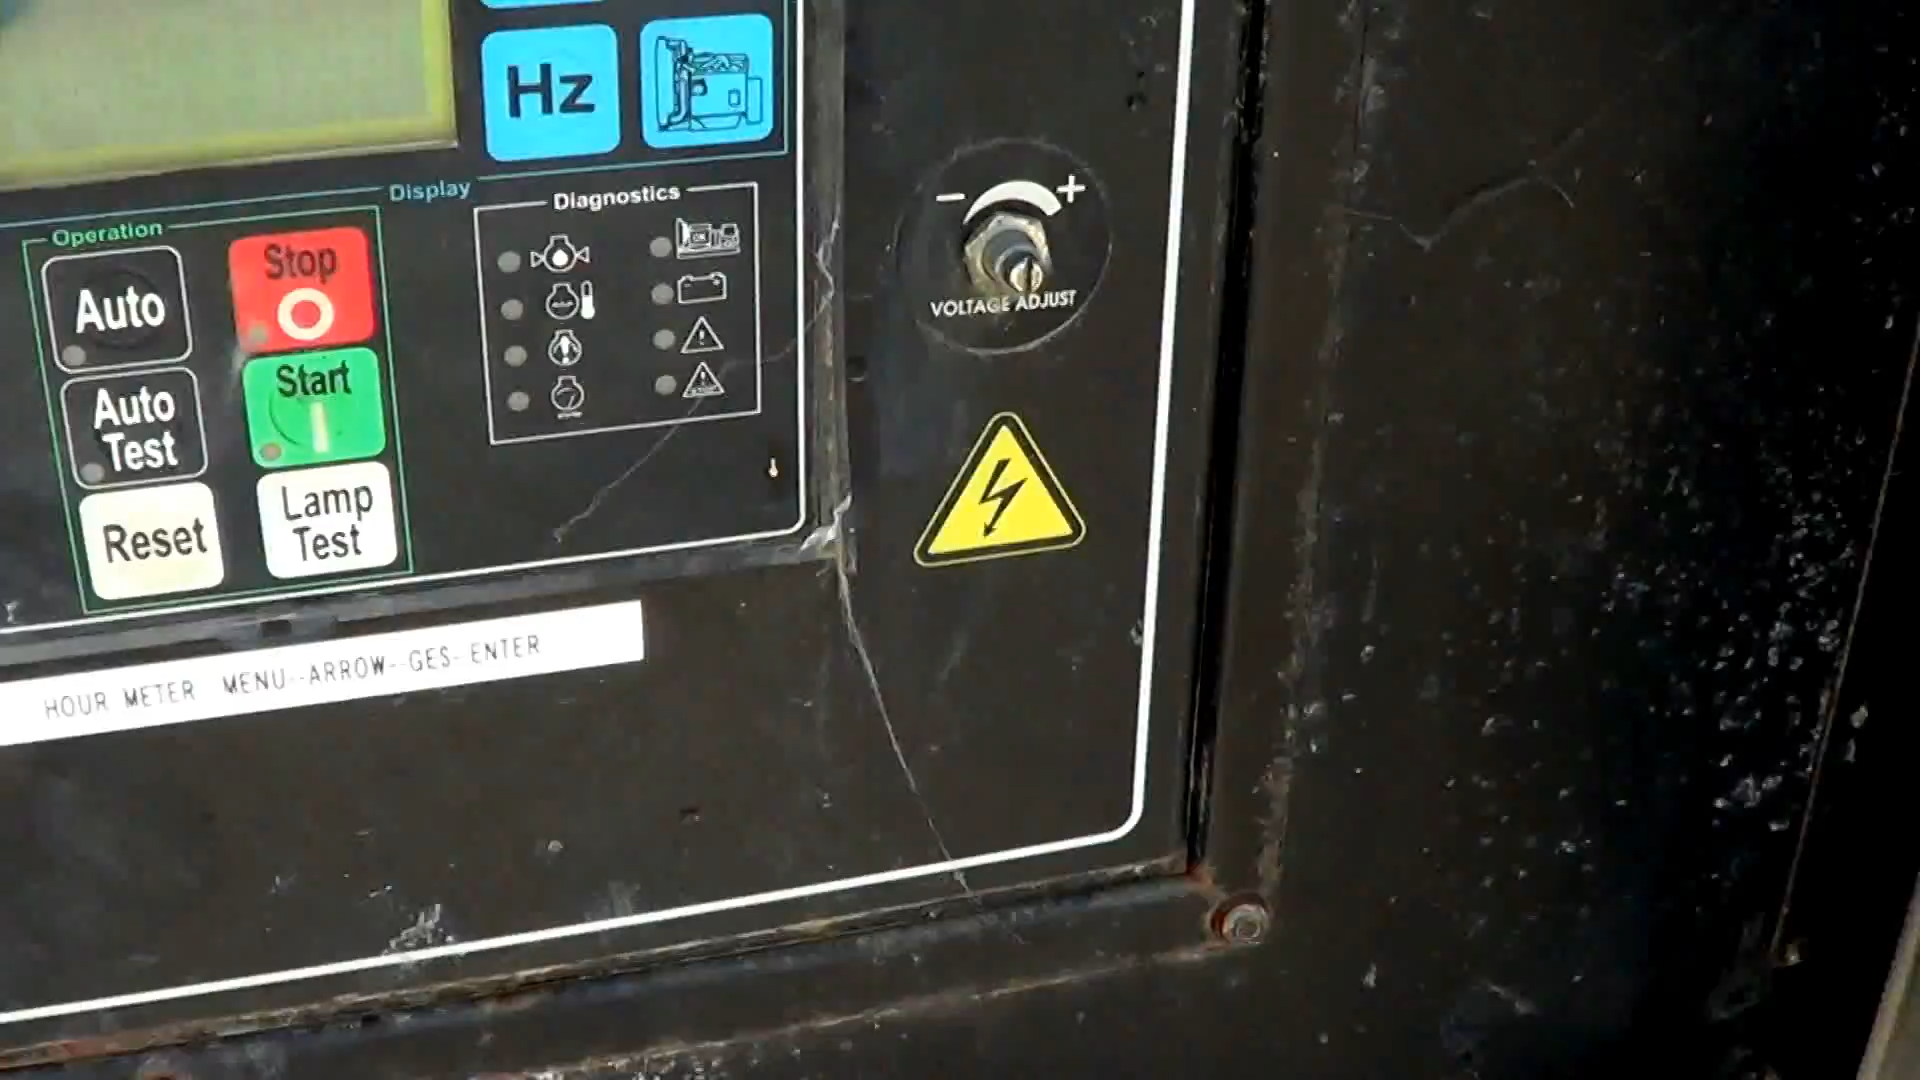 Hz
Display
Operation
Diagnostics
Auto
Stop
Auto
Test
Start
Reset
Lamp
Test
- +
VOLTAGE ADJUST
HOUR METER MENU--ARROW--GES-ENTER